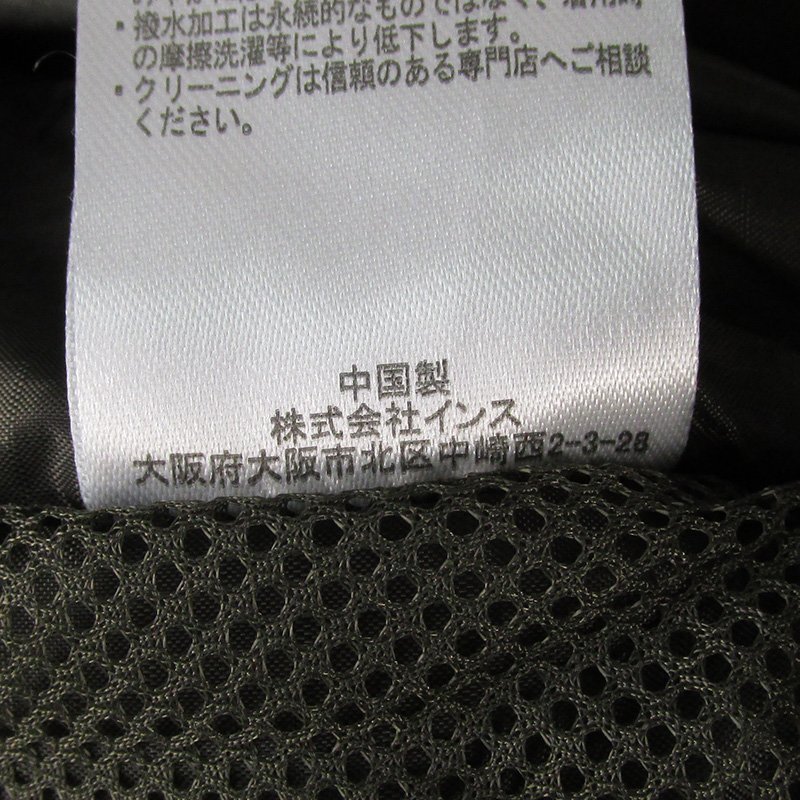 ・撥水加工は永続的なものではなく、着用時
の摩擦洗濯等により低下します。
・クリーニングは信頼のある専門店へご相談
ください。
中国製
株式会社インス
大阪府大阪市北区中崎西2-3-28